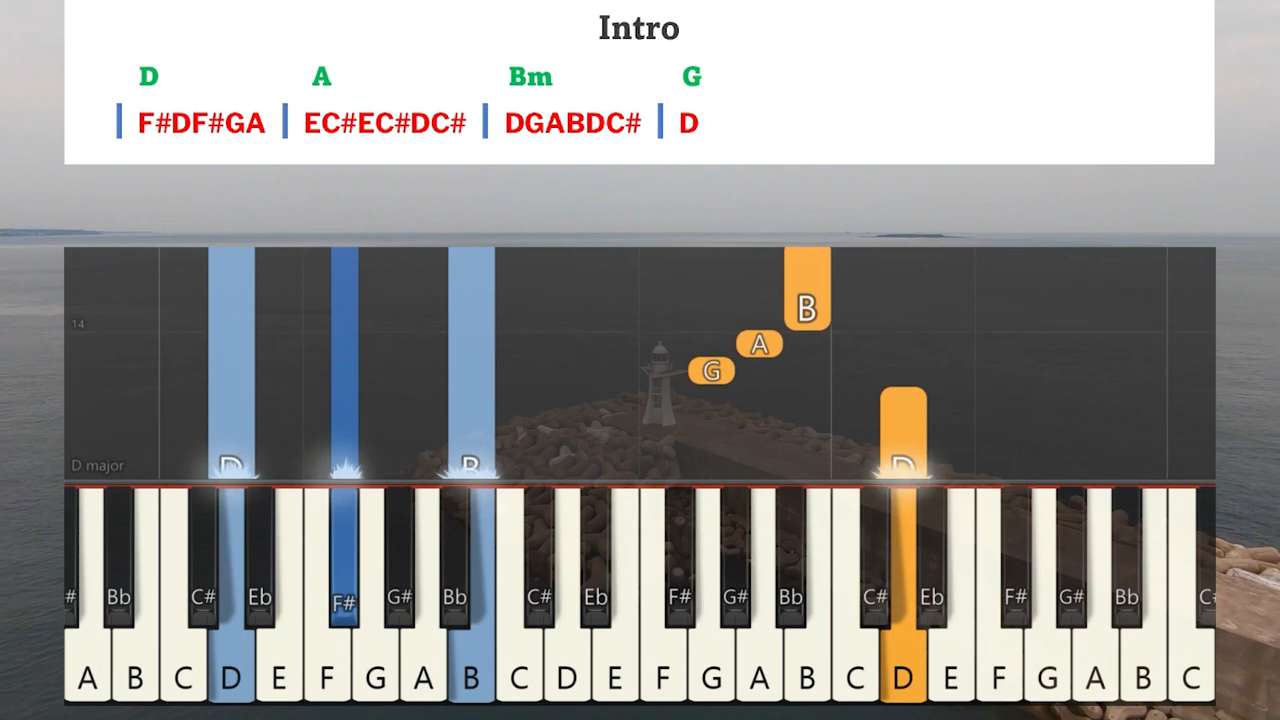 Intro
D A Bm G
F#DF#GA EC#EC#DC# DGABDC# D
B
14
A
G
D major D B D
# Bb C# Eb F# G# Bb C# Eb F# G# Bb C# Eb F# G# Bb C#
A B C D E F G A B C D E F G A B C D E F G A B C